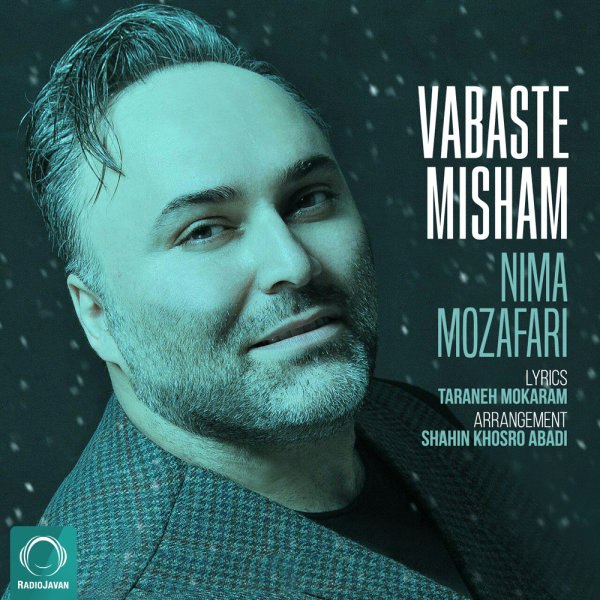 VABASTE
MISHAM
NIMA
MOZAFARI
LYRICS
TARANEH MOKARAM
ARRANGEMENT
SHAHIN KHOSRO ABADI
RADIOJAVAN